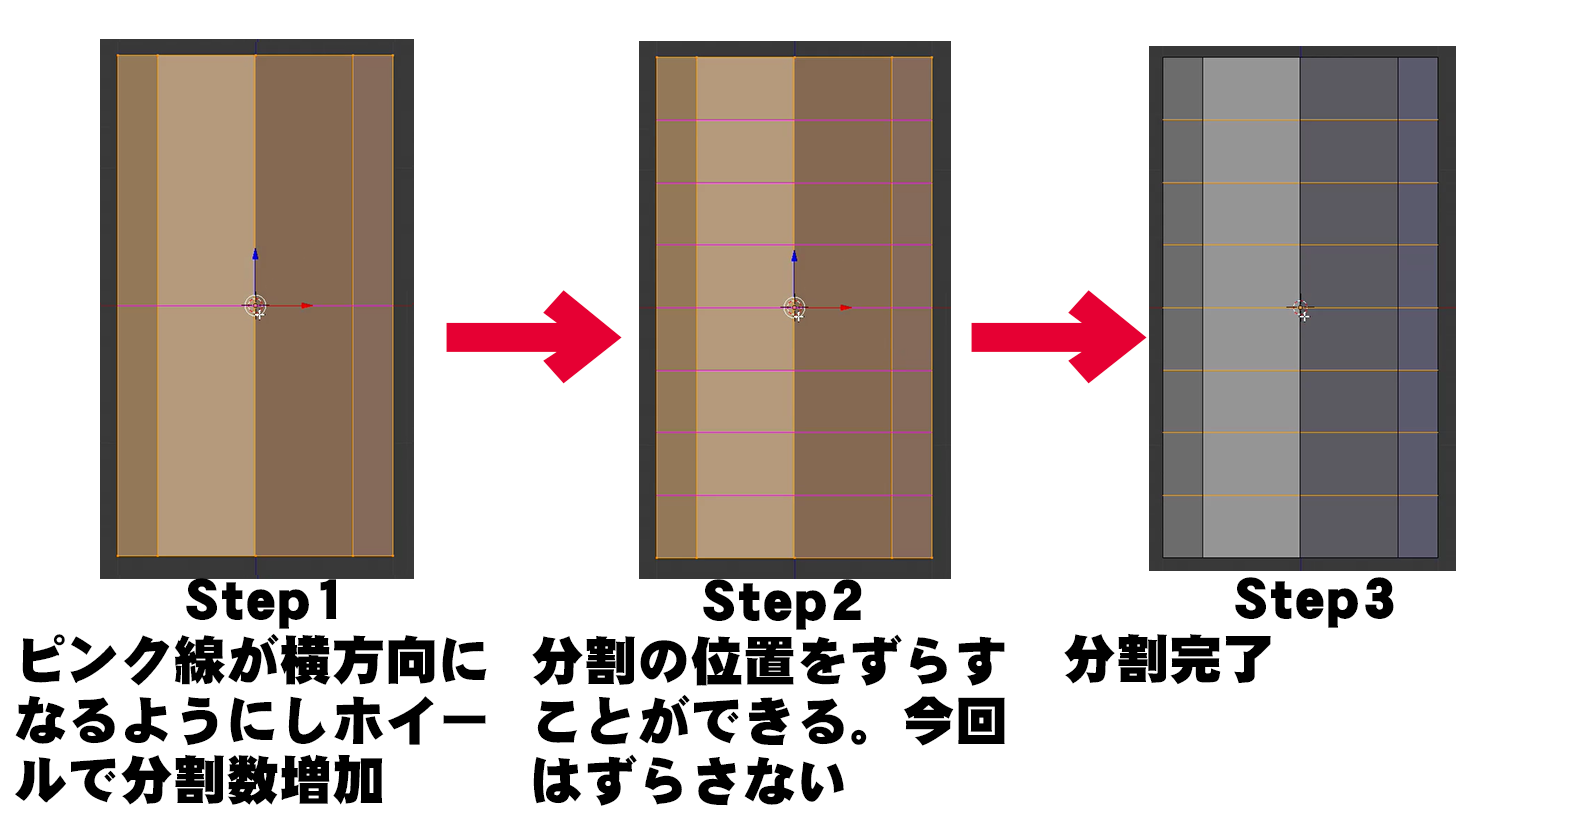 Step1
ピンク線が横方向に
なるようにしホイー
ルで分割数増加
Step2
分割の位置をずらす
ことができる。今回
はずらさない
Step3
分割完了